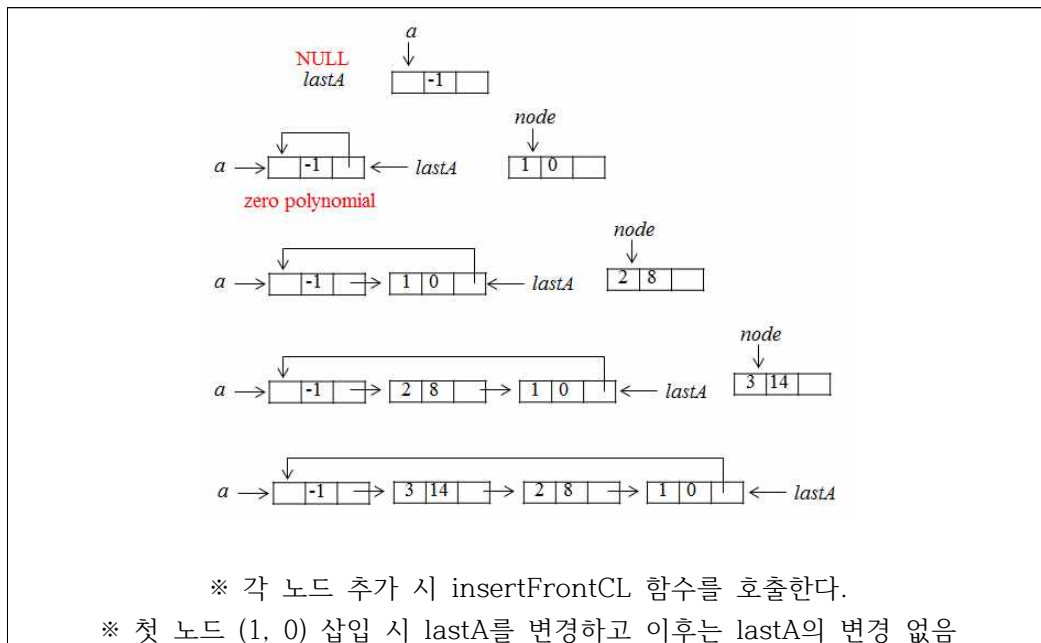 a
NULL
lastA
-1
node
a -1 lastA 1 0
zero polynomial
node
a -1 1 0 lastA 2 8
node
a -1 2 8 1 0 lastA 3 14
a -1 3 14 2 8 1 0 lastA
※ 각 노드 추가 시 insertFrontCL 함수를 호출한다.
※ 첫 노드 (1, 0) 삽입 시 lastA를 변경하고 이후는 lastA의 변경 없음